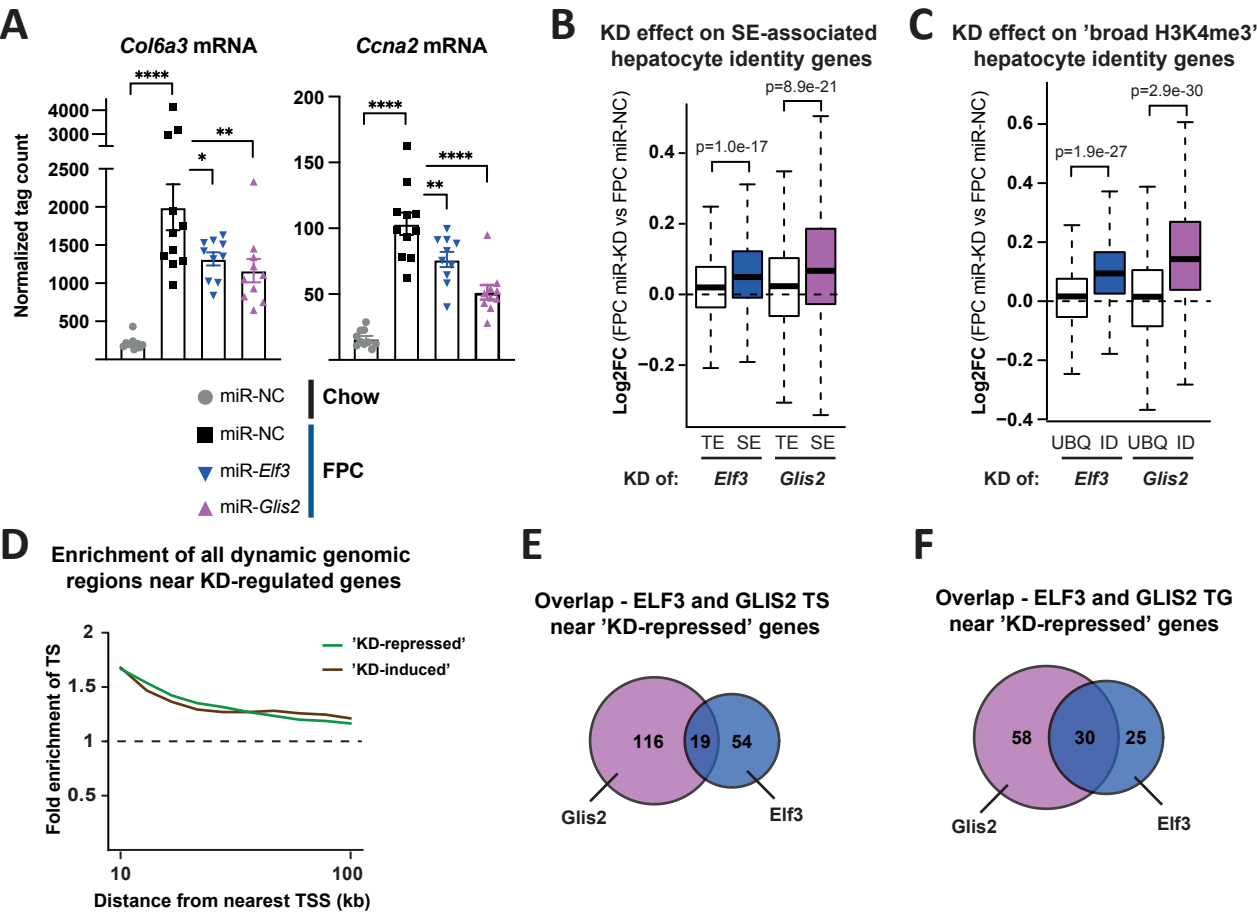 A
Col6a3 mRNA
Ccna2 mRNA
Normalized tag count
4000
3000
2500
2000
1500
1000
500
****
**
*
200
150
100
50
****
****
**
miR-NC
Chow
miR-NC
miR-Elf3
FPC
miR-Glis2
B
KD effect on SE-associated
hepatocyte identity genes
Log2FC (FPC miR-KD vs FPC miR-NC)
p=8.9e-21
p=1.0e-17
0.4
0.2
0.0
−0.2
TE SE TE SE
KD of: Elf3 Glis2
C
KD effect on 'broad H3K4me3'
hepatocyte identity genes
Log2FC (FPC miR-KD vs FPC miR-NC)
p=2.9e-30
p=1.9e-27
0.6
0.4
0.2
0.0
−0.2
−0.4
UBQ ID UBQ ID
KD of: Elf3 Glis2
D
Enrichment of all dynamic genomic
regions near KD-regulated genes
Fold enrichment of TS
2
1.5
1
0.5
'KD-repressed'
'KD-induced'
10 100
Distance from nearest TSS (kb)
E
Overlap - ELF3 and GLIS2 TS
near 'KD-repressed' genes
116 19 54
Glis2 Elf3
F
Overlap - ELF3 and GLIS2 TG
near 'KD-repressed' genes
58 30 25
Glis2 Elf3